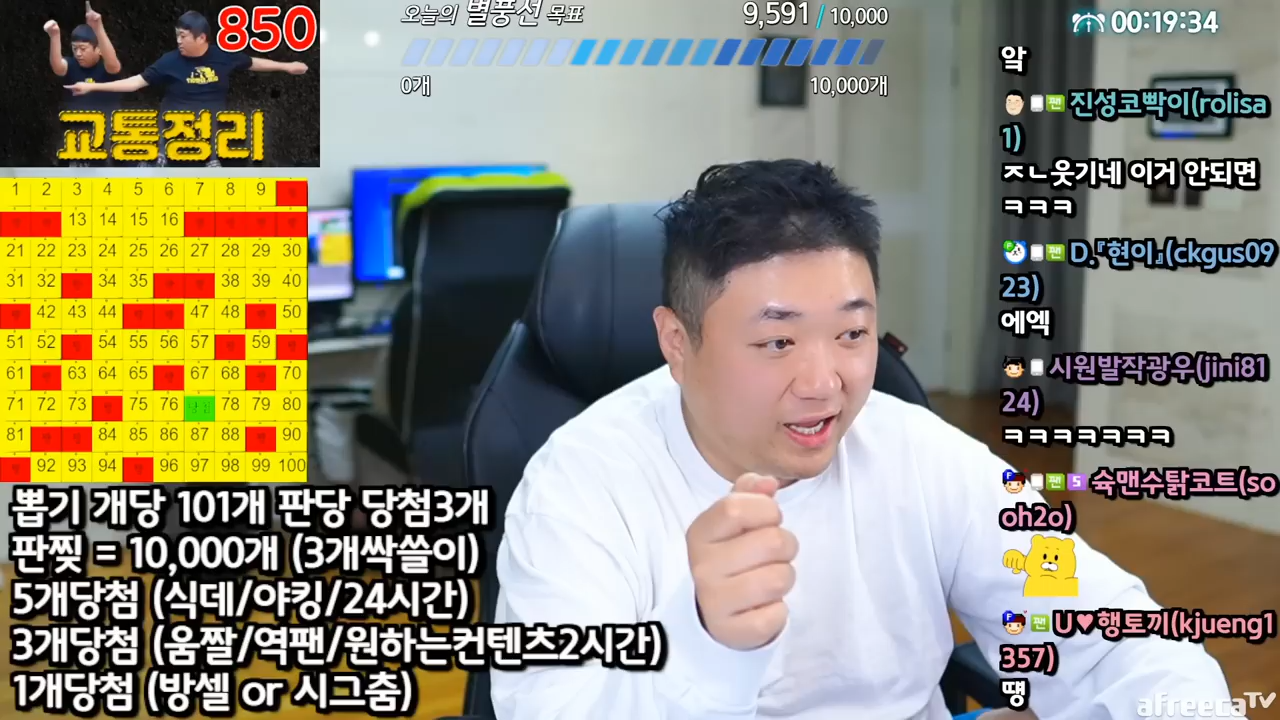 850
교통정리
오늘의 별풍선 목표
9,591 / 10,000
0개
10,000개
00:19:34
1 2 3 4 5 6 7 8 9
13 14 15 16
21 22 23 24 25 26 27 28 29 30
31 32 34 35 38 39 40
42 43 44 47 48 50
51 52 54 55 56 57 59
61 63 64 65 67 68 70
71 72 73 75 76 당첨 78 79 80
81 84 85 86 87 88 90
92 93 94 96 97 98 99 100
뽑기 개당 101개 판당 당첨3개
판찢 = 10,000개 (3개싹쓸이)
5개당첨 (식데/야킹/24시간)
3개당첨 (움짤/역팬/원하는컨텐츠2시간)
1개당첨 (방셀 or 시그춤)
앜
팬 진성코빡이(rolisa
1)
ㅈㄴ웃기네 이거 안되면
ㅋㅋㅋ
팬 D.『현이』(ckgus09
23)
에엑
시원발작광우(jini81
24)
ㅋㅋㅋㅋㅋㅋㅋ
F 팬 S 슉맨수탉코트(so
oh2o)
F 팬 U♥행토끼(kjueng1
357)
떙
afreecaTV